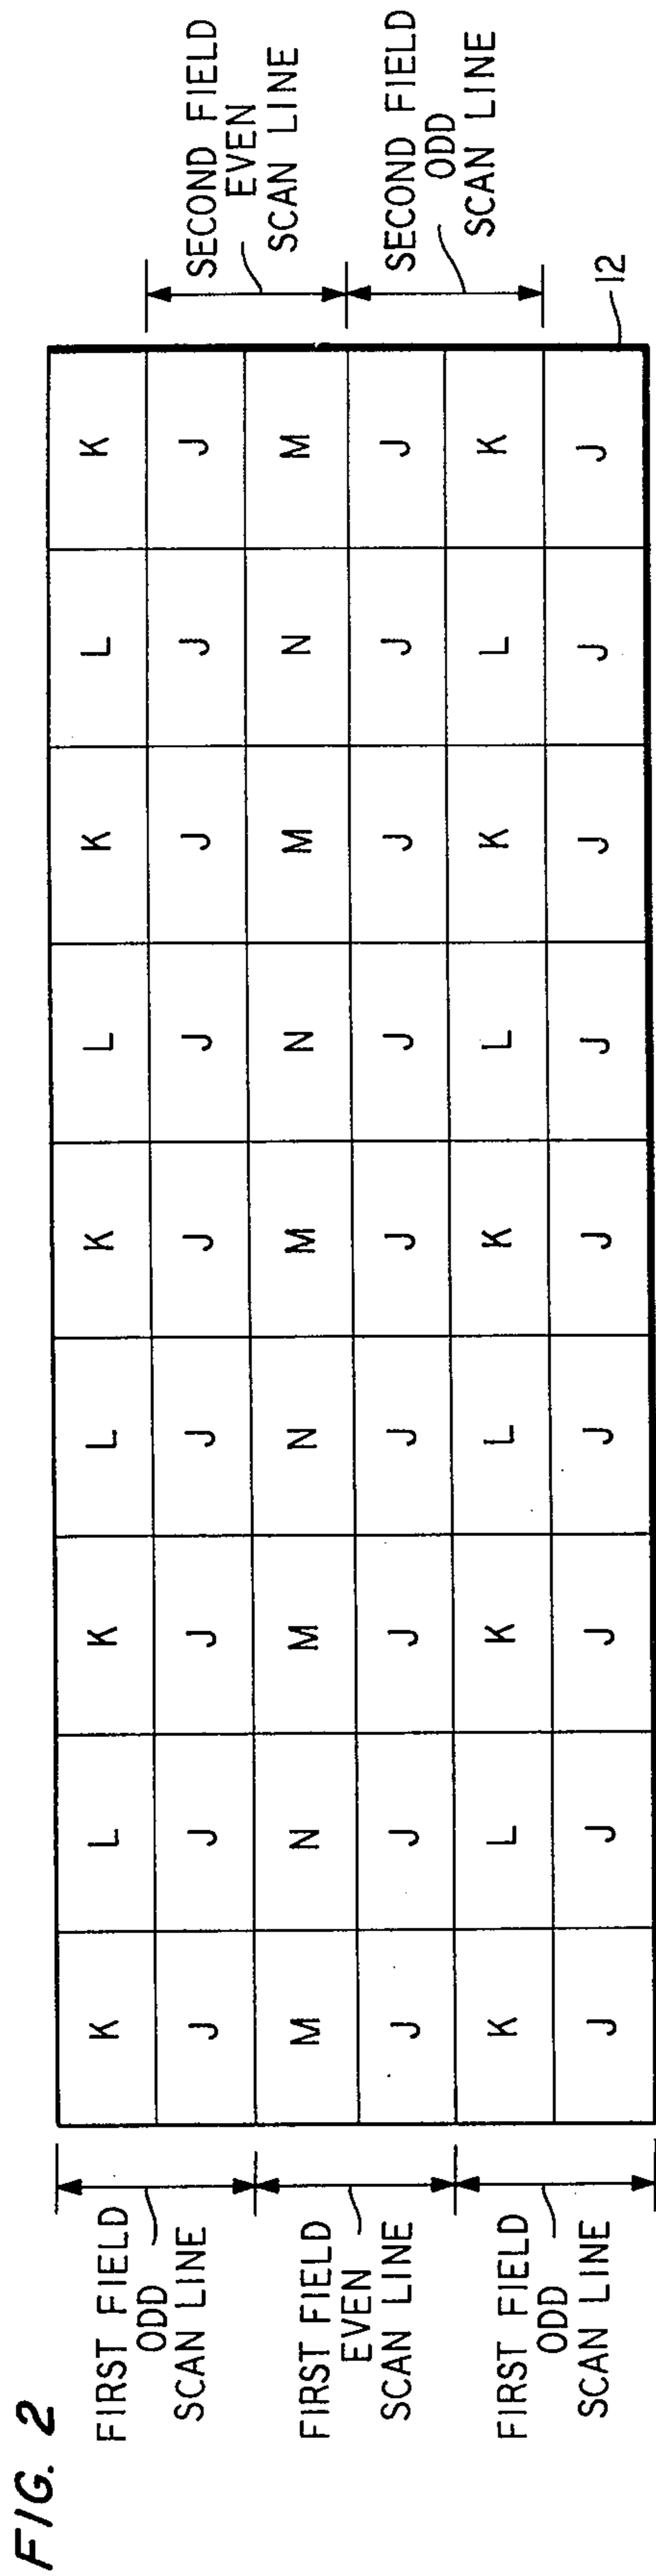 FIG. 2
FIRST FIELD
ODD
SCAN LINE
FIRST FIELD
EVEN
SCAN LINE
FIRST FIELD
ODD
SCAN LINE
K L K L K L K L K
J J J J J J J J J
M N M N M N M N M
J J J J J J J J J
K L K L K L K L K
J J J J J J J J J
SECOND FIELD
EVEN
SCAN LINE
SECOND FIELD
ODD
SCAN LINE
12